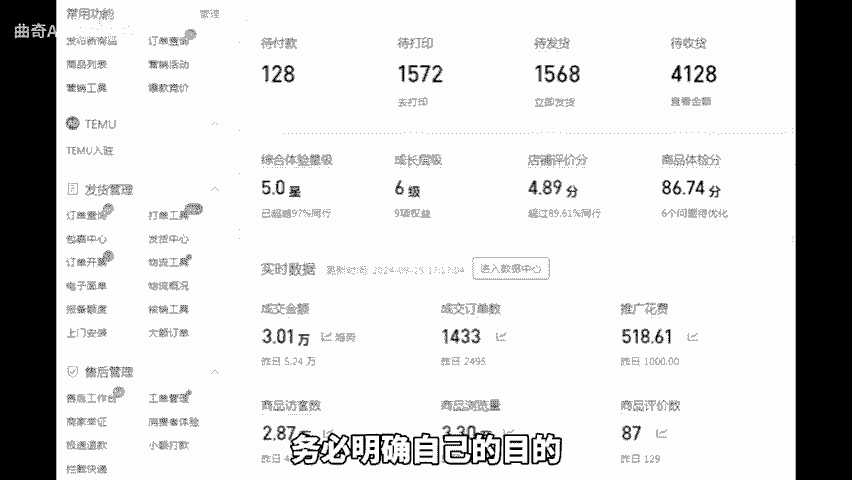 曲奇A
常用功能 管理
发布新商品 订单查询
商品列表 营销活动
营销工具 爆款竞价
TEMU
TEMU入驻
发货管理
订单查询 打单工具
包裹中心 发货中心
订单开票 物流工具
电子面单 物流概况
报备额度 核销工具
上门安装 大额订单
售后管理
售后工作台 工单管理
商家举证 消费者体验
极速退款 小额打款
拦截快递
待付款 待打印 待发货 待收货
128 1572 1568 4128
去打印 立即发货 查看金额
综合体验星级 成长层级 店铺评价分 商品体检分
5.0 星 6 级 4.89 分 86.74 分
已超越97%同行 9项权益 超过89.61%同行 6个问题待优化
实时数据 更新时间: 2024-09-15 17:17:04 进入数据中心
成交金额 成交订单数 推广花费
3.01 万 趋势 1433 518.61
昨日 5.24 万 昨日 2495 昨日 1000.00
商品访客数 商品浏览量 商品评价数
2.87 3.30 87
昨日 昨日 129
务必明确自己的目的